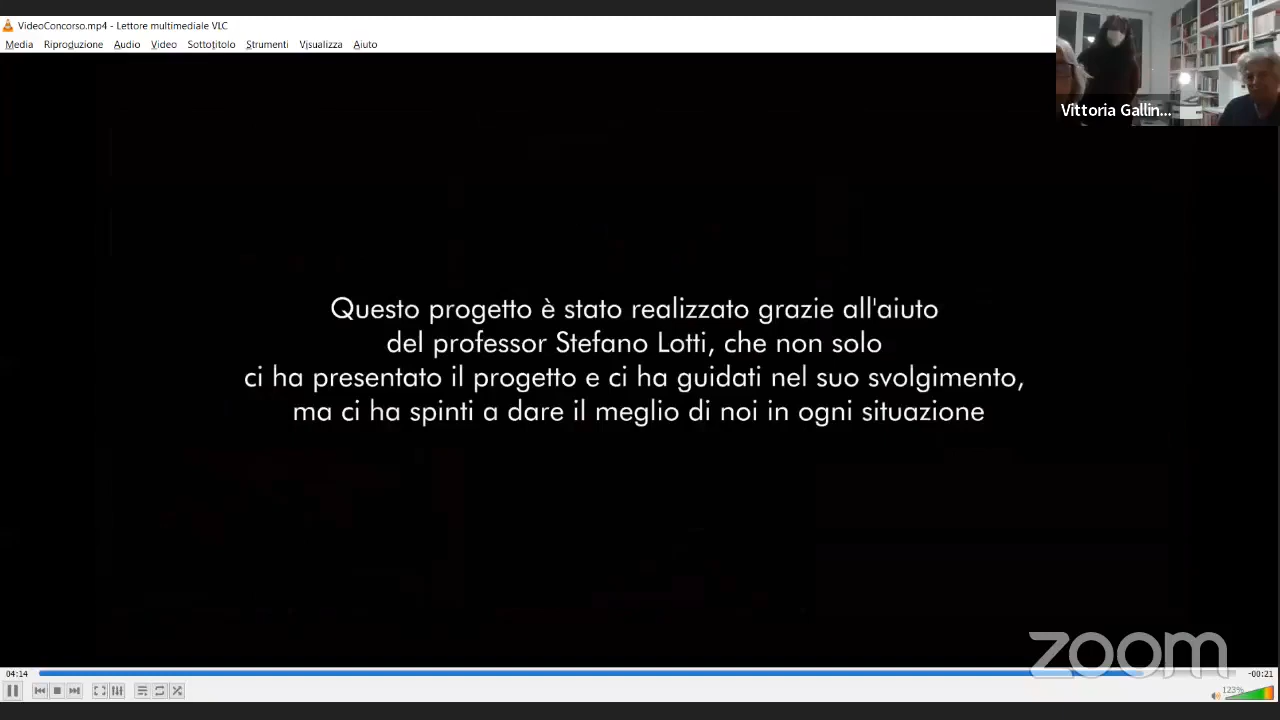 VideoConcorso.mp4 - Lettore multimediale VLC
Media Riproduzione Audio Video Sottotitolo Strumenti Visualizza Aiuto
Vittoria Gallin...
Questo progetto è stato realizzato grazie all'aiuto
del professor Stefano Lotti, che non solo
ci ha presentato il progetto e ci ha guidati nel suo svolgimento,
ma ci ha spinti a dare il meglio di noi in ogni situazione
zoom
04:14 -00:21
123%